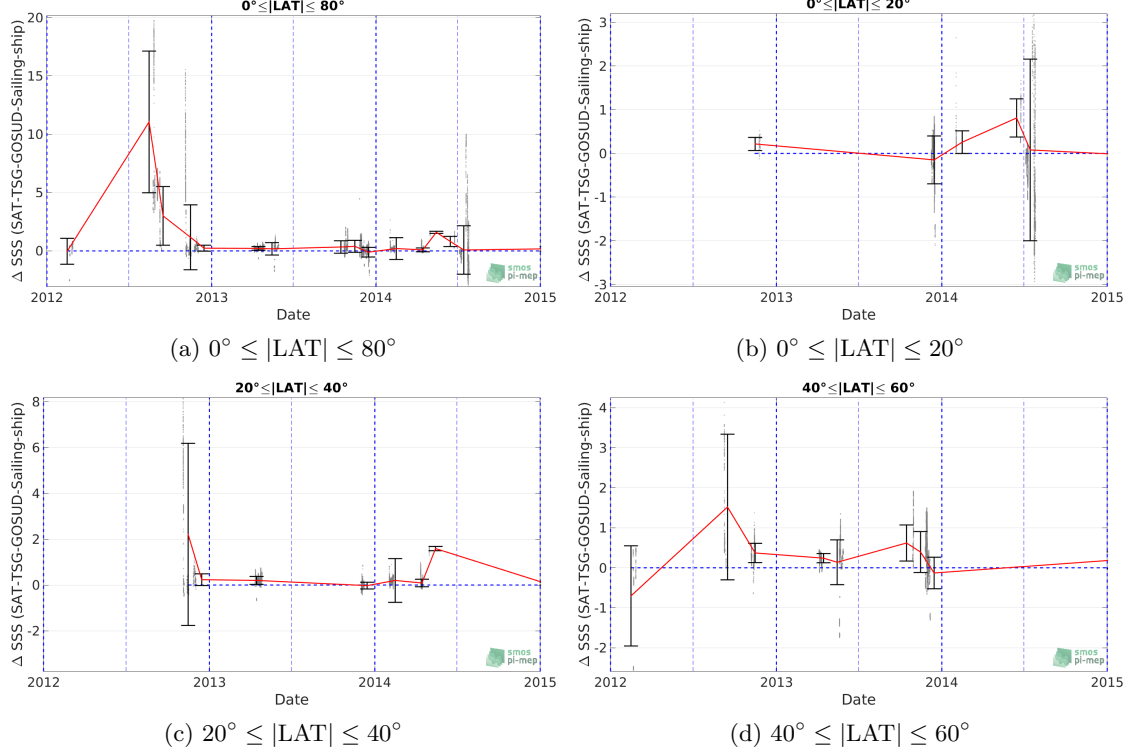 0°≤|LAT|≤ 80°
0°≤|LAT|≤ 20°
Δ SSS (SAT-TSG-GOSUD-Sailing-ship)
20
15
10
5
0
2012
2013
2014
2015
Date
smos
pi-mep
Δ SSS (SAT-TSG-GOSUD-Sailing-ship)
3
2
1
0
-1
-2
-3
2012
2013
2014
2015
Date
smos
pi-mep
(a) 0° ≤ |LAT| ≤ 80°
(b) 0° ≤ |LAT| ≤ 20°
20°≤|LAT|≤ 40°
40°≤|LAT|≤ 60°
Δ SSS (SAT-TSG-GOSUD-Sailing-ship)
8
6
4
2
0
-2
2012
2013
2014
2015
Date
smos
pi-mep
Δ SSS (SAT-TSG-GOSUD-Sailing-ship)
4
3
2
1
0
-1
-2
2012
2013
2014
2015
Date
smos
pi-mep
(c) 20° ≤ |LAT| ≤ 40°
(d) 40° ≤ |LAT| ≤ 60°